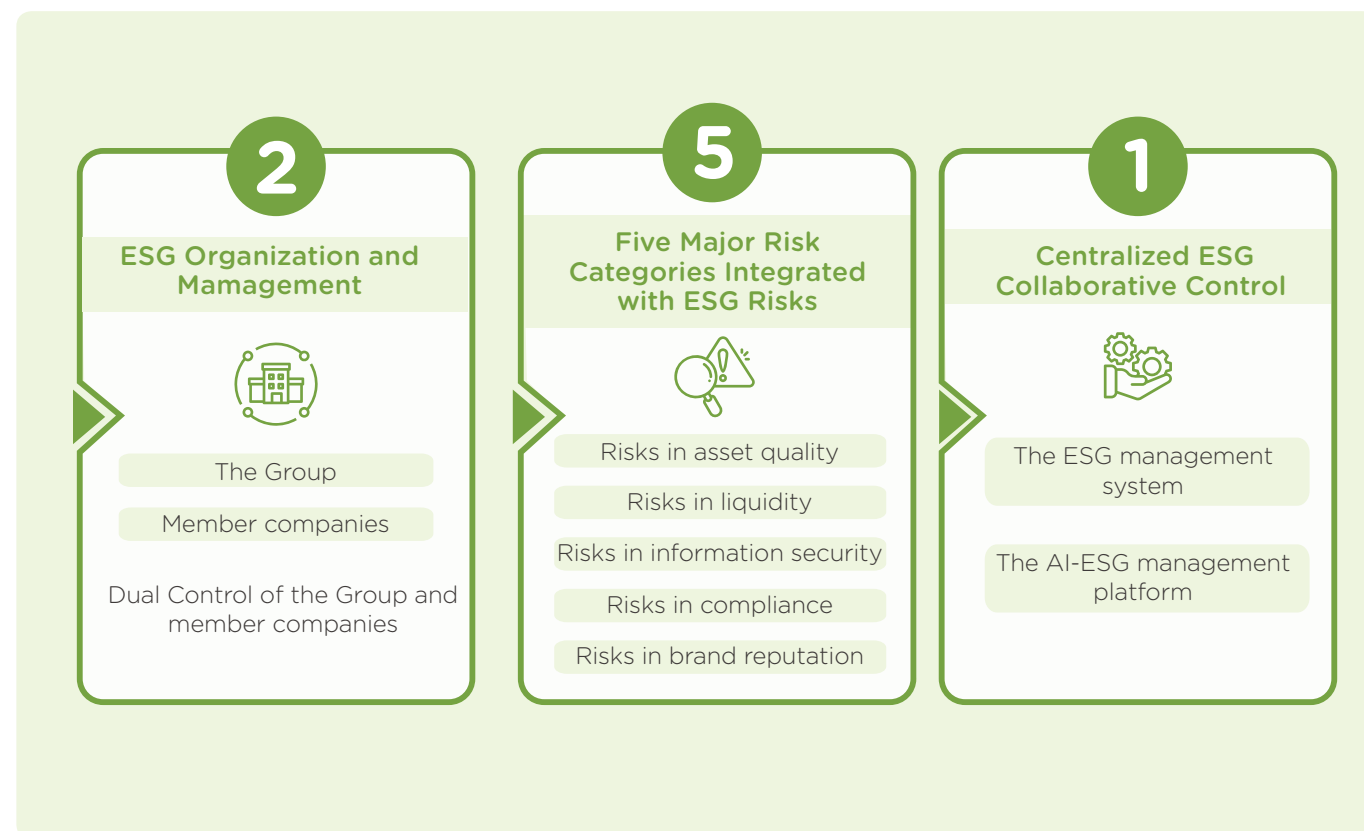 2
ESG Organization and
Mamagement
The Group
Member companies
Dual Control of the Group and
member companies
5
Five Major Risk
Categories Integrated
with ESG Risks
Risks in asset quality
Risks in liquidity
Risks in information security
Risks in compliance
Risks in brand reputation
1
Centralized ESG
Collaborative Control
The ESG management
system
The AI-ESG management
platform